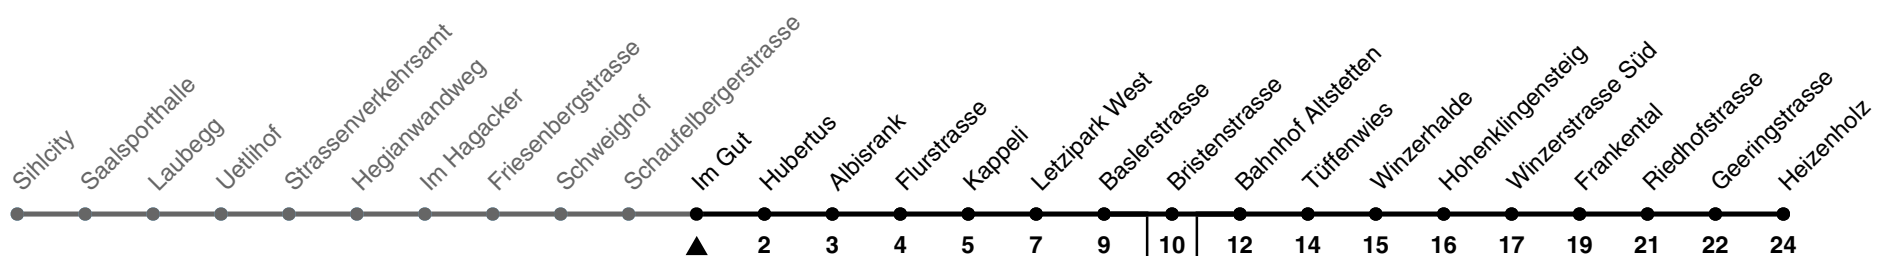 Sihlcity
Saalsporthalle
Laubegg
Uetlihof
Strassenverkehrsamt
Hegianwandweg
Im Hagacker
Friesenbergstrasse
Schweighof
Schaufelbergerstrasse
Im Gut
Hubertus
Albisrank
Flurstrasse
Kappeli
Letzipark West
Baslerstrasse
Bristenstrasse
Bahnhof Altstetten
Tüffenwies
Winzerhalde
Hohenklingensteig
Winzerstrasse Süd
Frankental
Riedhofstrasse
Geeringstrasse
Heizenholz
2 3 4 5 7 9 10 12 14 15 16 17 19 21 22 24